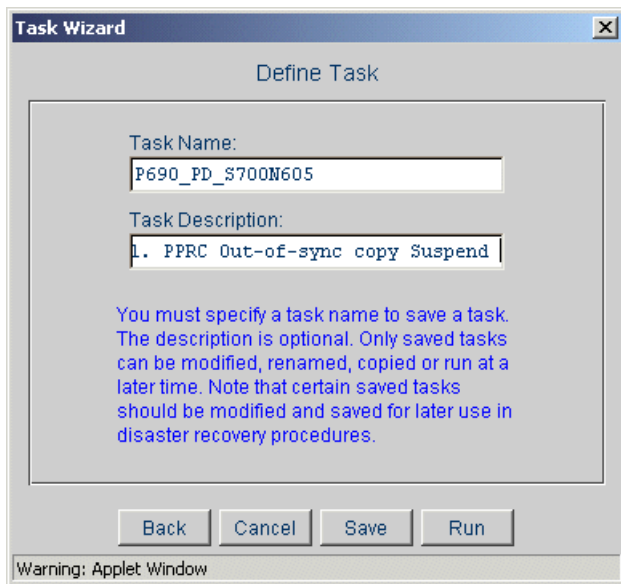 Task Wizard
Define Task
Task Name:
P690_PD_S700N605
Task Description:
1. PPRC Out-of-sync copy Suspend
You must specify a task name to save a task.
The description is optional. Only saved tasks
can be modified, renamed, copied or run at a
later time. Note that certain saved tasks
should be modified and saved for later use in
disaster recovery procedures.
Back Cancel Save Run
Warning: Applet Window